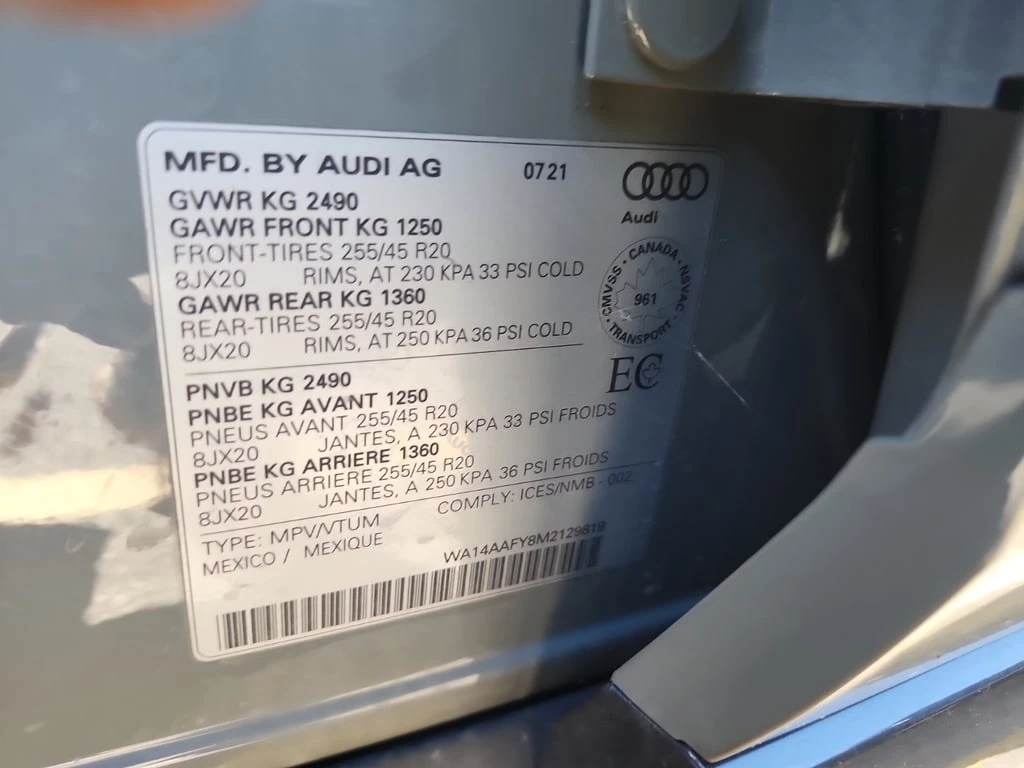 MFD. BY AUDI AG 0721
Audi
GVWR KG 2490
GAWR FRONT KG 1250
FRONT-TIRES 255/45 R20
8JX20 RIMS, AT 230 KPA 33 PSI COLD
GAWR REAR KG 1360
REAR-TIRES 255/45 R20
8JX20 RIMS, AT 250 KPA 36 PSI COLD
CANADA · NSVAC · TRANSPORT · CMVSS ·
961
EC
PNVB KG 2490
PNBE KG AVANT 1250
PNEUS AVANT 255/45 R20
8JX20 JANTES, A 230 KPA 33 PSI FROIDS
PNBE KG ARRIERE 1360
PNEUS ARRIERE 255/45 R20
8JX20 JANTES, A 250 KPA 36 PSI FROIDS
TYPE: MPV/VTUM COMPLY: ICES/NMB - 002
MEXICO / MEXIQUE
WA14AAFY8M2129819